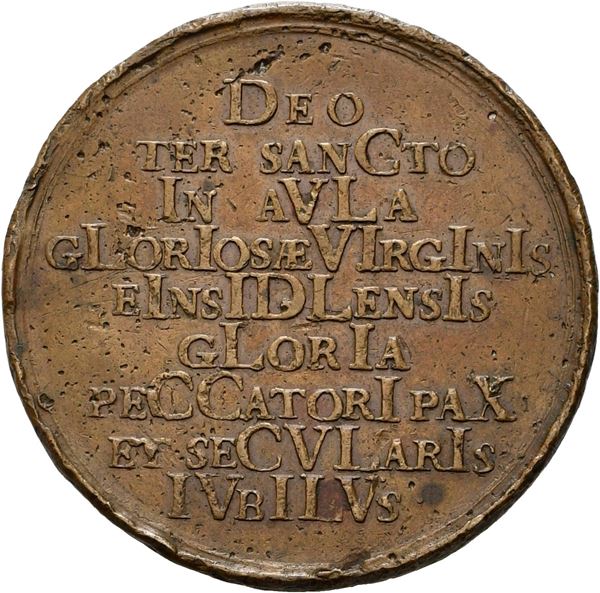 DEO
TER SANCTO
IN AVLA
GLORIOSÆ VIRGINIS
EINSIDLENSIS
GLORIA
PECCATORI PAX
ET SECVLARIS
IVBILVS